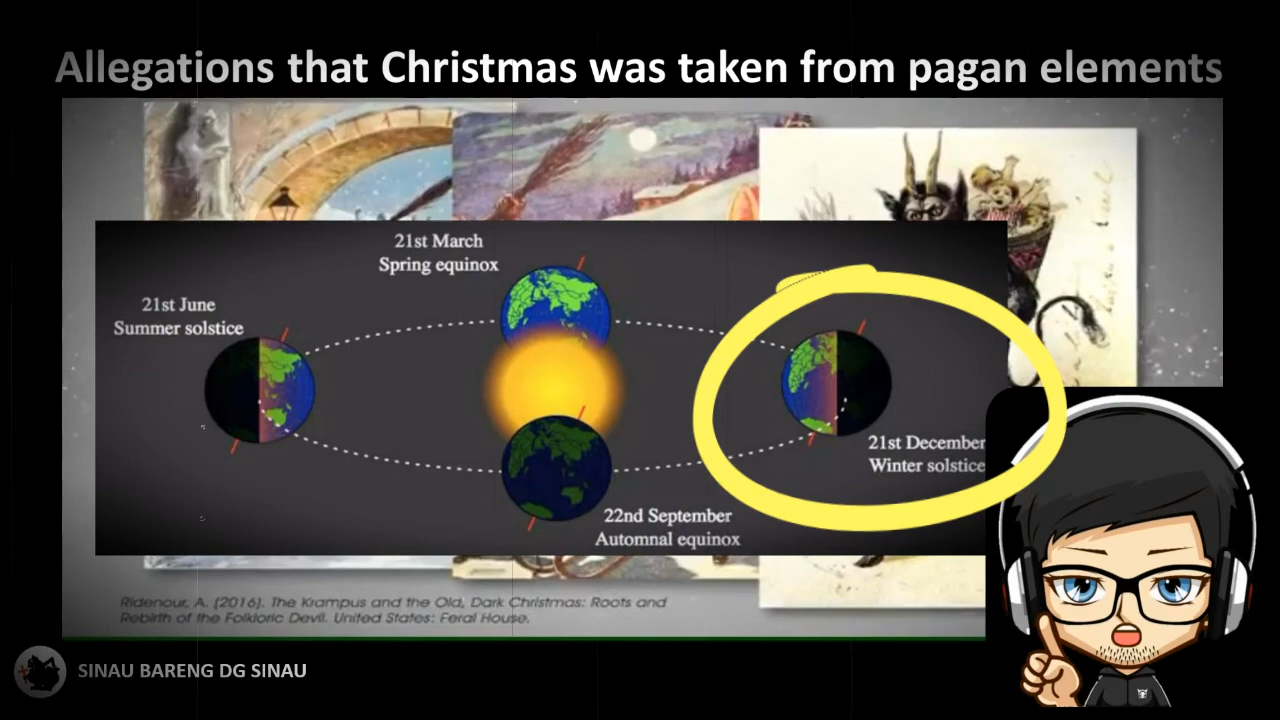 Allegations that Christmas was taken from pagan elements
21st March
Spring equinox
21st June
Summer solstice
21st December
Winter solstice
22nd September
Automnal equinox
Ridenour, A. (2016). The Krampus and the Old, Dark Christmas: Roots and
Rebirth of the Folkloric Devil. United States: Feral House.
SINAU BARENG DG SINAU